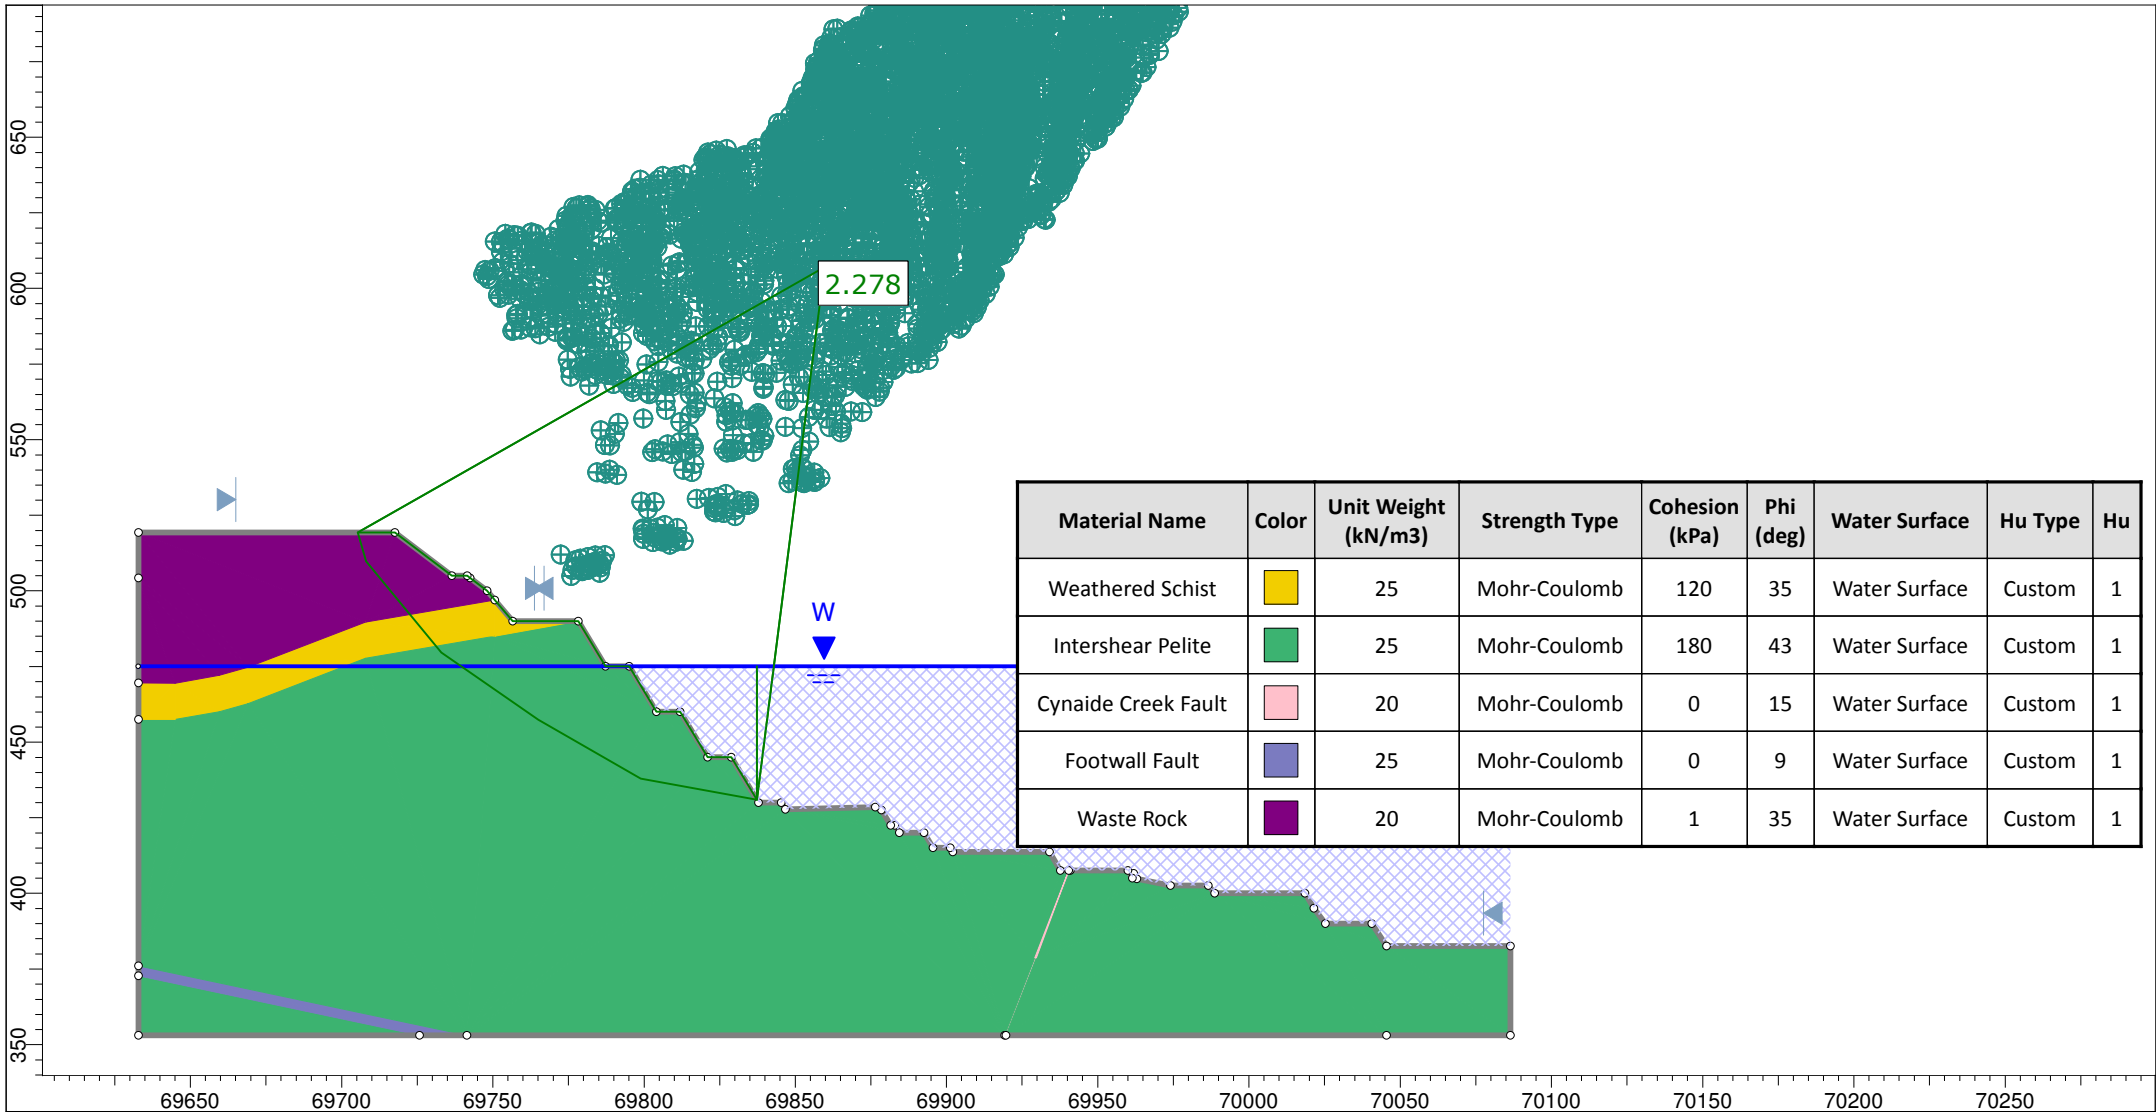 650
600
550
500
450
400
350
2.278
W
Material Name Color Unit Weight (kN/m3) Strength Type Cohesion (kPa) Phi (deg) Water Surface Hu Type Hu
Weathered Schist 25 Mohr-Coulomb 120 35 Water Surface Custom 1
Intershear Pelite 25 Mohr-Coulomb 180 43 Water Surface Custom 1
Cynaide Creek Fault 20 Mohr-Coulomb 0 15 Water Surface Custom 1
Footwall Fault 25 Mohr-Coulomb 0 9 Water Surface Custom 1
Waste Rock 20 Mohr-Coulomb 1 35 Water Surface Custom 1
69650 69700 69750 69800 69850 69900 69950 70000 70050 70100 70150 70200 70250